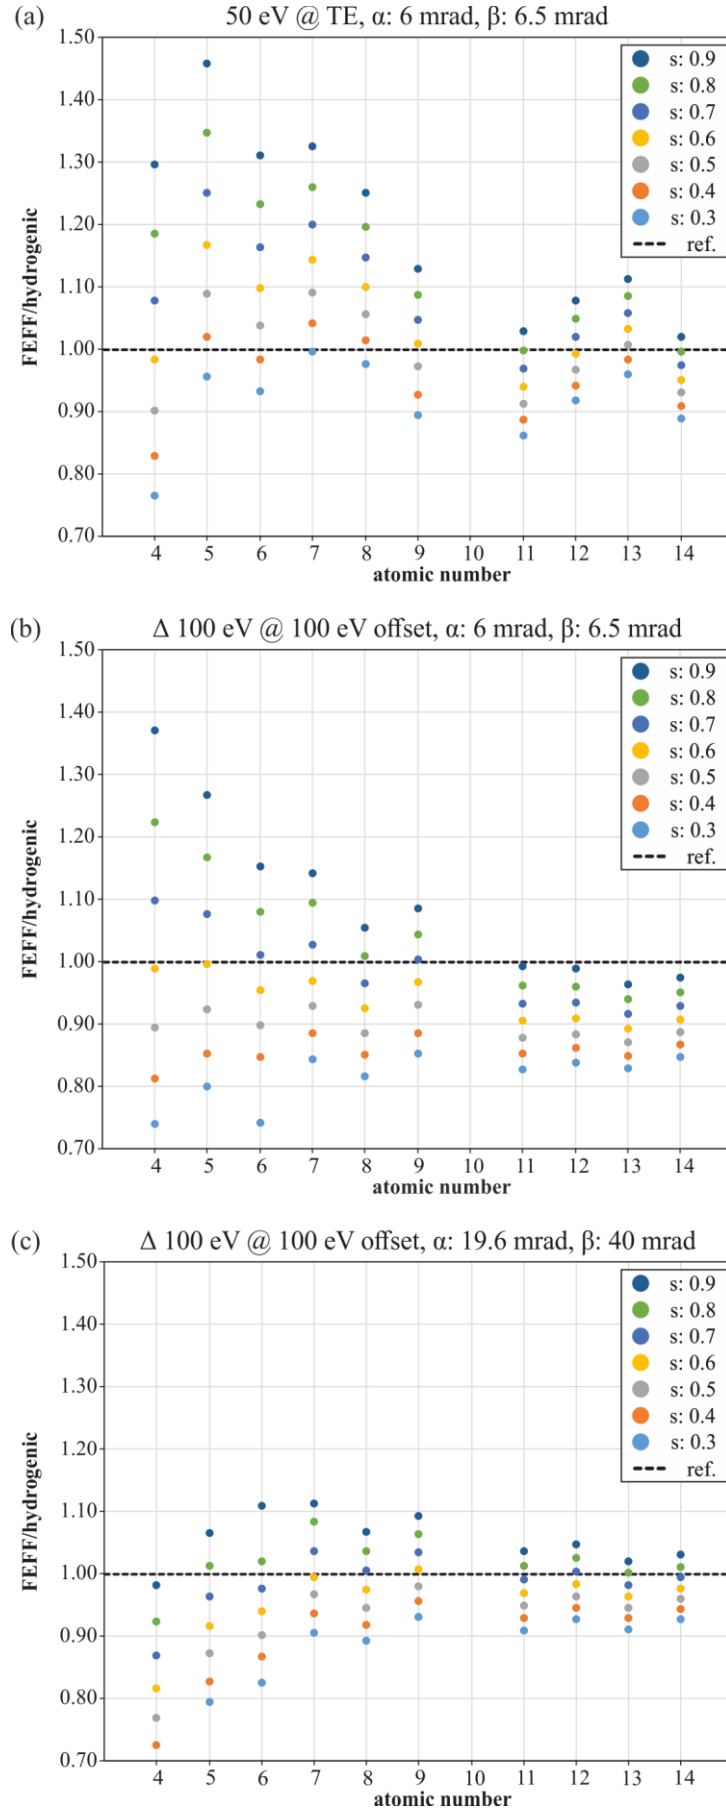 (a) 50 eV @ TE, α: 6 mrad, β: 6.5 mrad
1.50
1.40
1.30
1.20
1.10
1.00
0.90
0.80
0.70
FEFF/hydrogenic
s: 0.9
s: 0.8
s: 0.7
s: 0.6
s: 0.5
s: 0.4
s: 0.3
ref.
4 5 6 7 8 9 10 11 12 13 14
atomic number
(b) Δ 100 eV @ 100 eV offset, α: 6 mrad, β: 6.5 mrad
1.50
1.40
1.30
1.20
1.10
1.00
0.90
0.80
0.70
FEFF/hydrogenic
s: 0.9
s: 0.8
s: 0.7
s: 0.6
s: 0.5
s: 0.4
s: 0.3
ref.
4 5 6 7 8 9 10 11 12 13 14
atomic number
(c) Δ 100 eV @ 100 eV offset, α: 19.6 mrad, β: 40 mrad
1.50
1.40
1.30
1.20
1.10
1.00
0.90
0.80
0.70
FEFF/hydrogenic
s: 0.9
s: 0.8
s: 0.7
s: 0.6
s: 0.5
s: 0.4
s: 0.3
ref.
4 5 6 7 8 9 10 11 12 13 14
atomic number